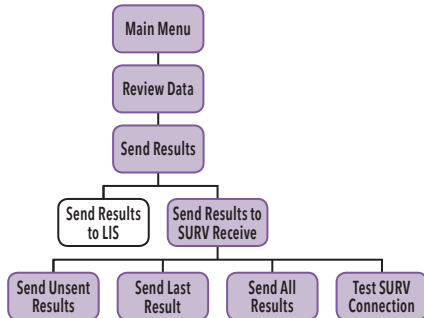 Main Menu
Review Data
Send Results
Send Results
to LIS
Send Results to
SURV Receive
Send Unsent
Results
Send Last
Result
Send All
Results
Test SURV
Connection